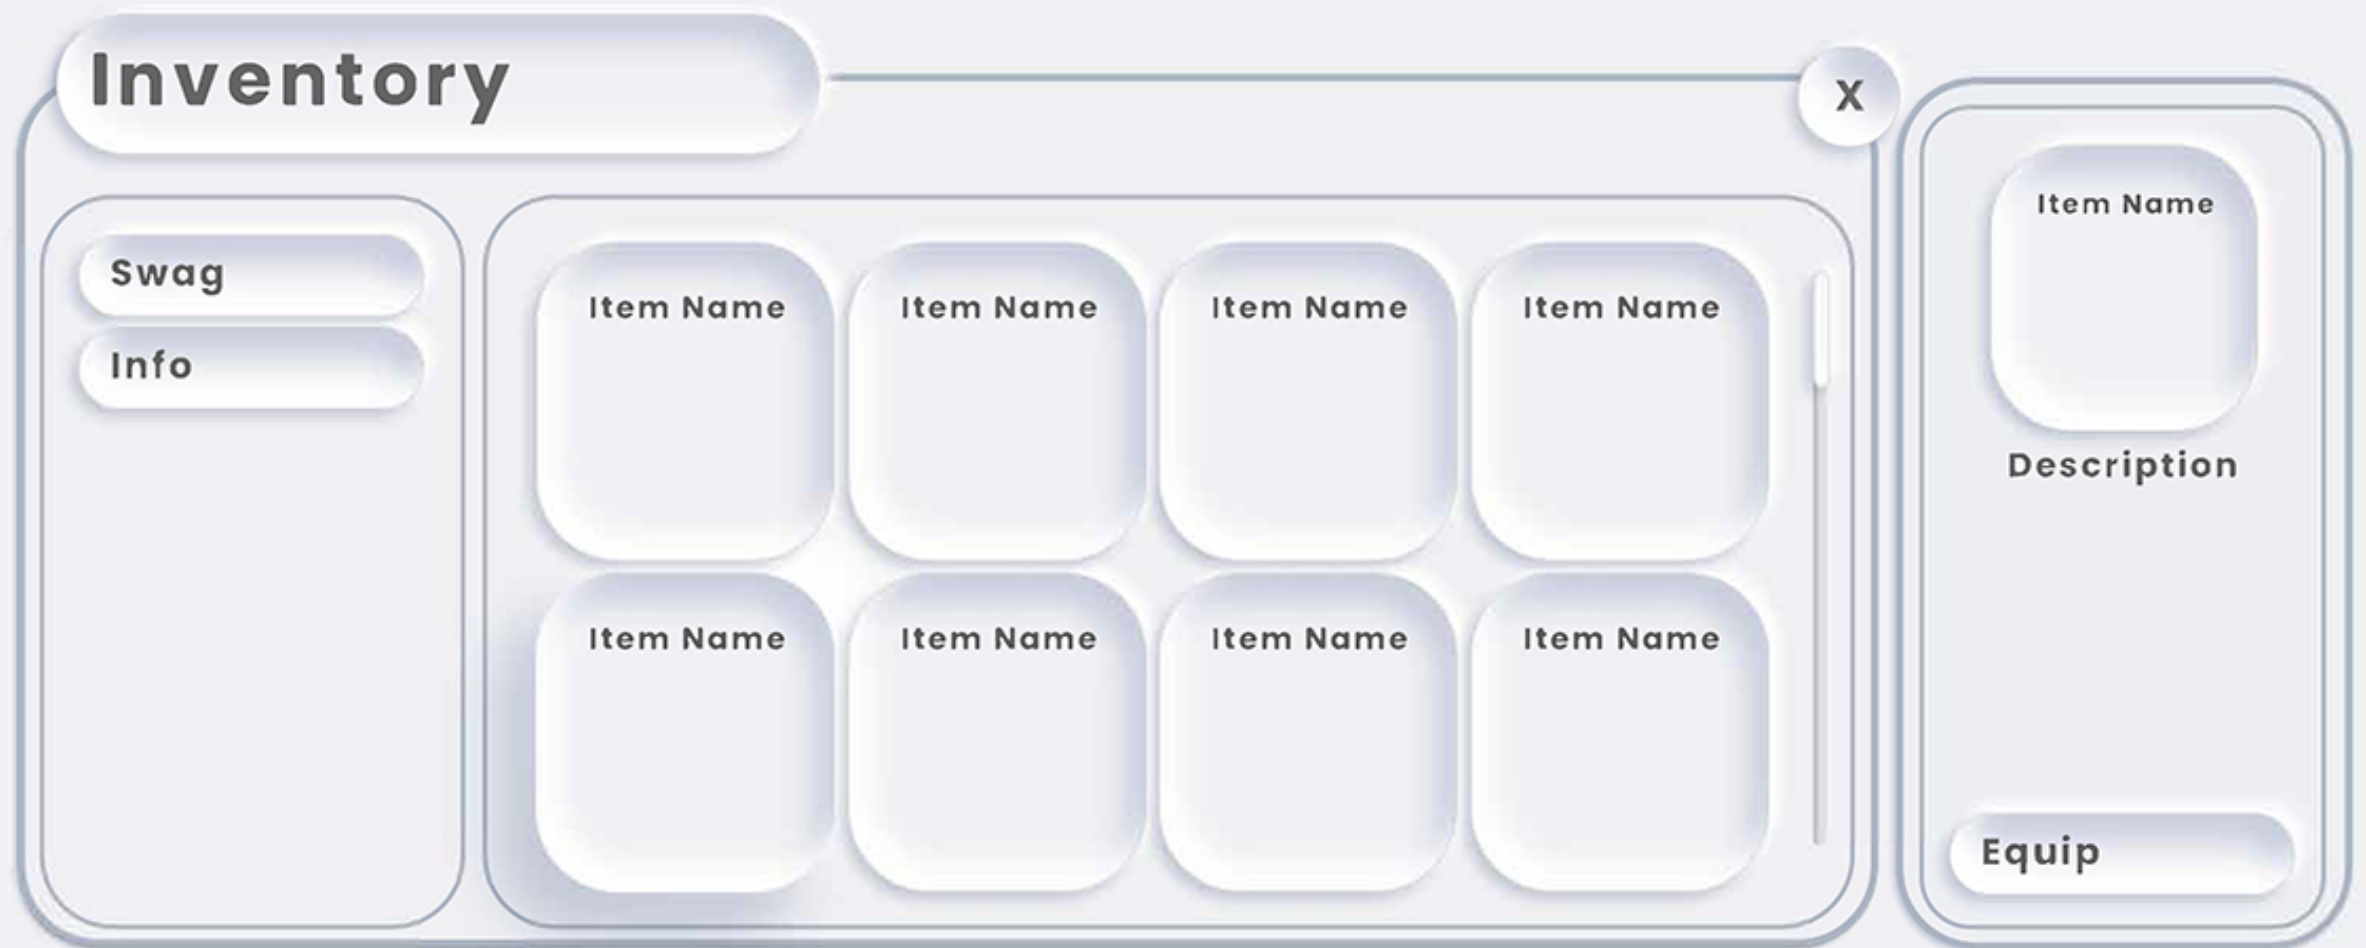 Inventory
X
Swag
Info
Item Name
Item Name
Item Name
Item Name
Item Name
Item Name
Item Name
Item Name
Item Name
Description
Equip